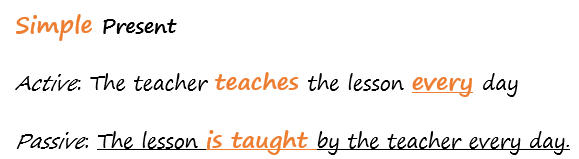 Simple Present
Active: The teacher teaches the lesson every day
Passive: The lesson is taught by the teacher every day.